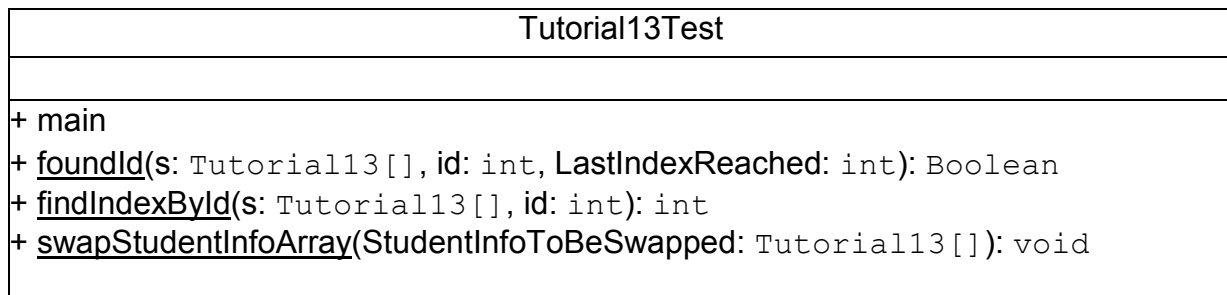 Tutorial13Test
+ main
+ foundId(s: Tutorial13[], id: int, LastIndexReached: int): Boolean
+ findIndexById(s: Tutorial13[], id: int): int
+ swapStudentInfoArray(StudentInfoToBeSwapped: Tutorial13[]): void